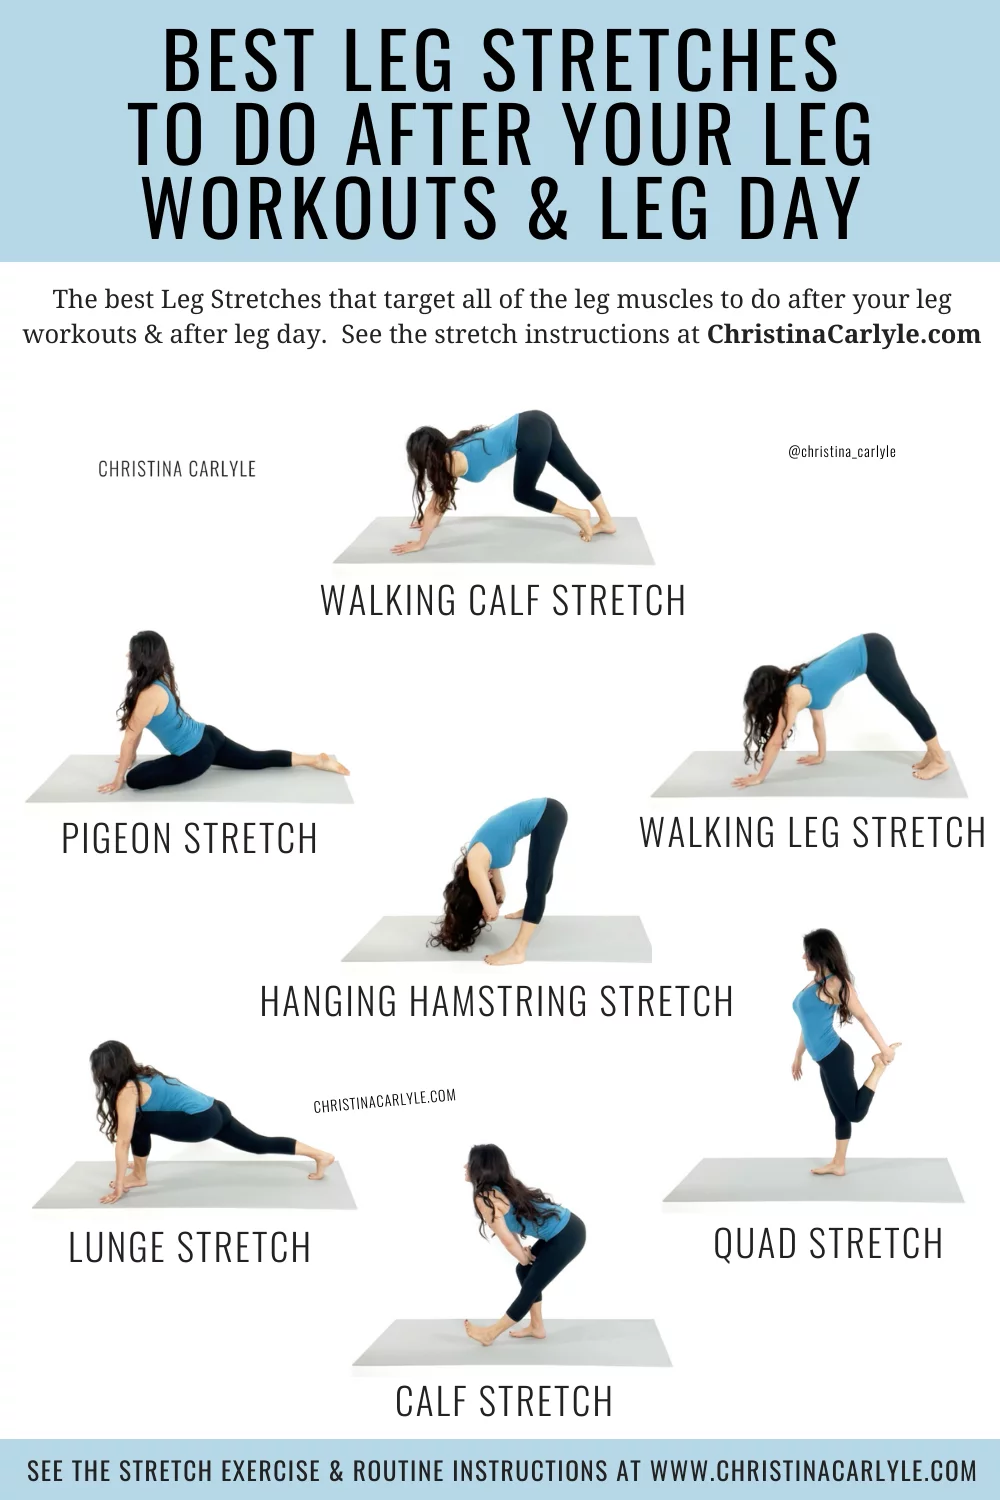 BEST LEG STRETCHES
TO DO AFTER YOUR LEG
WORKOUTS & LEG DAY
The best Leg Stretches that target all of the leg muscles to do after your leg
workouts & after leg day.  See the stretch instructions at ChristinaCarlyle.com
CHRISTINA CARLYLE
@christina_carlyle
WALKING CALF STRETCH
PIGEON STRETCH
WALKING LEG STRETCH
HANGING HAMSTRING STRETCH
CHRISTINACARLYLE.COM
LUNGE STRETCH
QUAD STRETCH
CALF STRETCH
SEE THE STRETCH EXERCISE & ROUTINE INSTRUCTIONS AT WWW.CHRISTINACARLYLE.COM